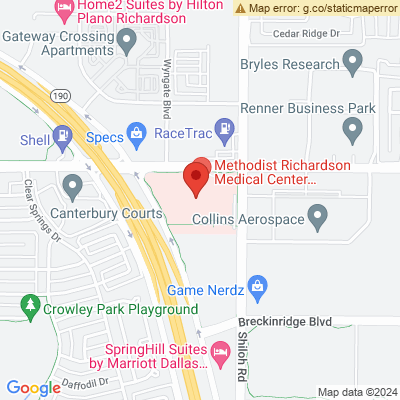 Home2 Suites by Hilton
Plano Richardson
Map error: g.co/staticmaperror
Cedar Ridge Dr
Gateway Crossing
Apartments
Wyngate Blvd
Bryles Research
190
Renner Business Park
Shell
Specs
RaceTrac
Methodist Richardson
Medical Center...
Clear Springs Dr
Canterbury Courts
Collins Aerospace
Game Nerdz
Crowley Park Playground
Breckinridge Blvd
Shiloh Rd
SpringHill Suites
by Marriott Dallas...
Daffodil Dr
Google
Map data ©2024